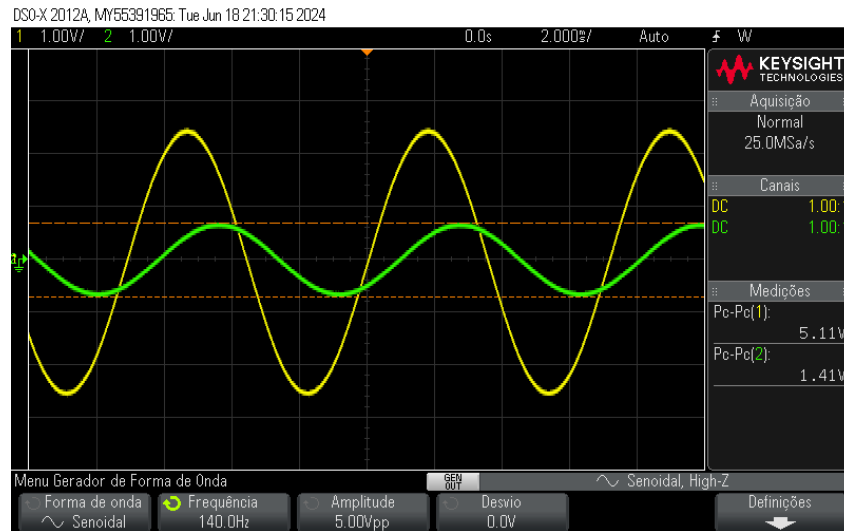 DSO-X 2012A, MY55391965: Tue Jun 18 21:30:15 2024
1 1.00V/ 2 1.00V/ 0.0s 2.000s/ Auto W
KEYSIGHT
TECHNOLOGIES
Aquisição
Normal
25.0MSa/s
Canais
DC 1.00:
DC 1.00:
Medições
Pc-Pc(1):
5.11V
Pc-Pc(2):
1.41V
Menu Gerador de Forma de Onda GEN OUT Senoidal, High-Z
Forma de onda Frequência Amplitude Desvio Definições
Senoidal 140.0Hz 5.00Vpp 0.0V